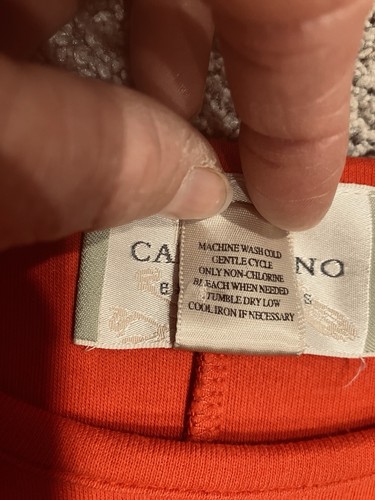 CA NO
MACHINE WASH COLD
GENTLE CYCLE
ONLY NON-CHLORINE
BLEACH WHEN NEEDED
TUMBLE DRY LOW
COOL IRON IF NECESSARY